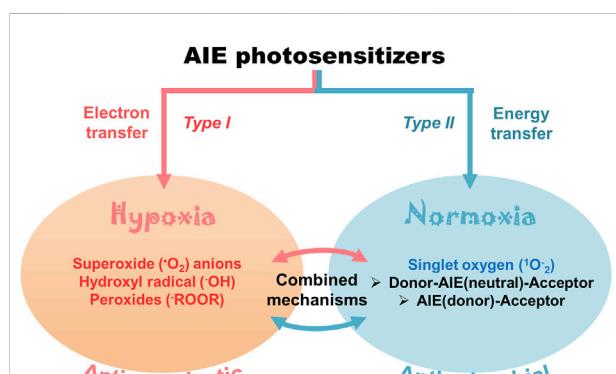 AIE photosensitizers
Electron
transfer
Type I
Type II
Energy
transfer
Hypoxia
Normoxia
Superoxide (•O₂) anions
Hydroxyl radical (·OH)
Peroxides (·ROOR)
Combined
mechanisms
Singlet oxygen (¹O·₂)
➤ Donor-AIE(neutral)-Acceptor
➤ AIE(donor)-Acceptor